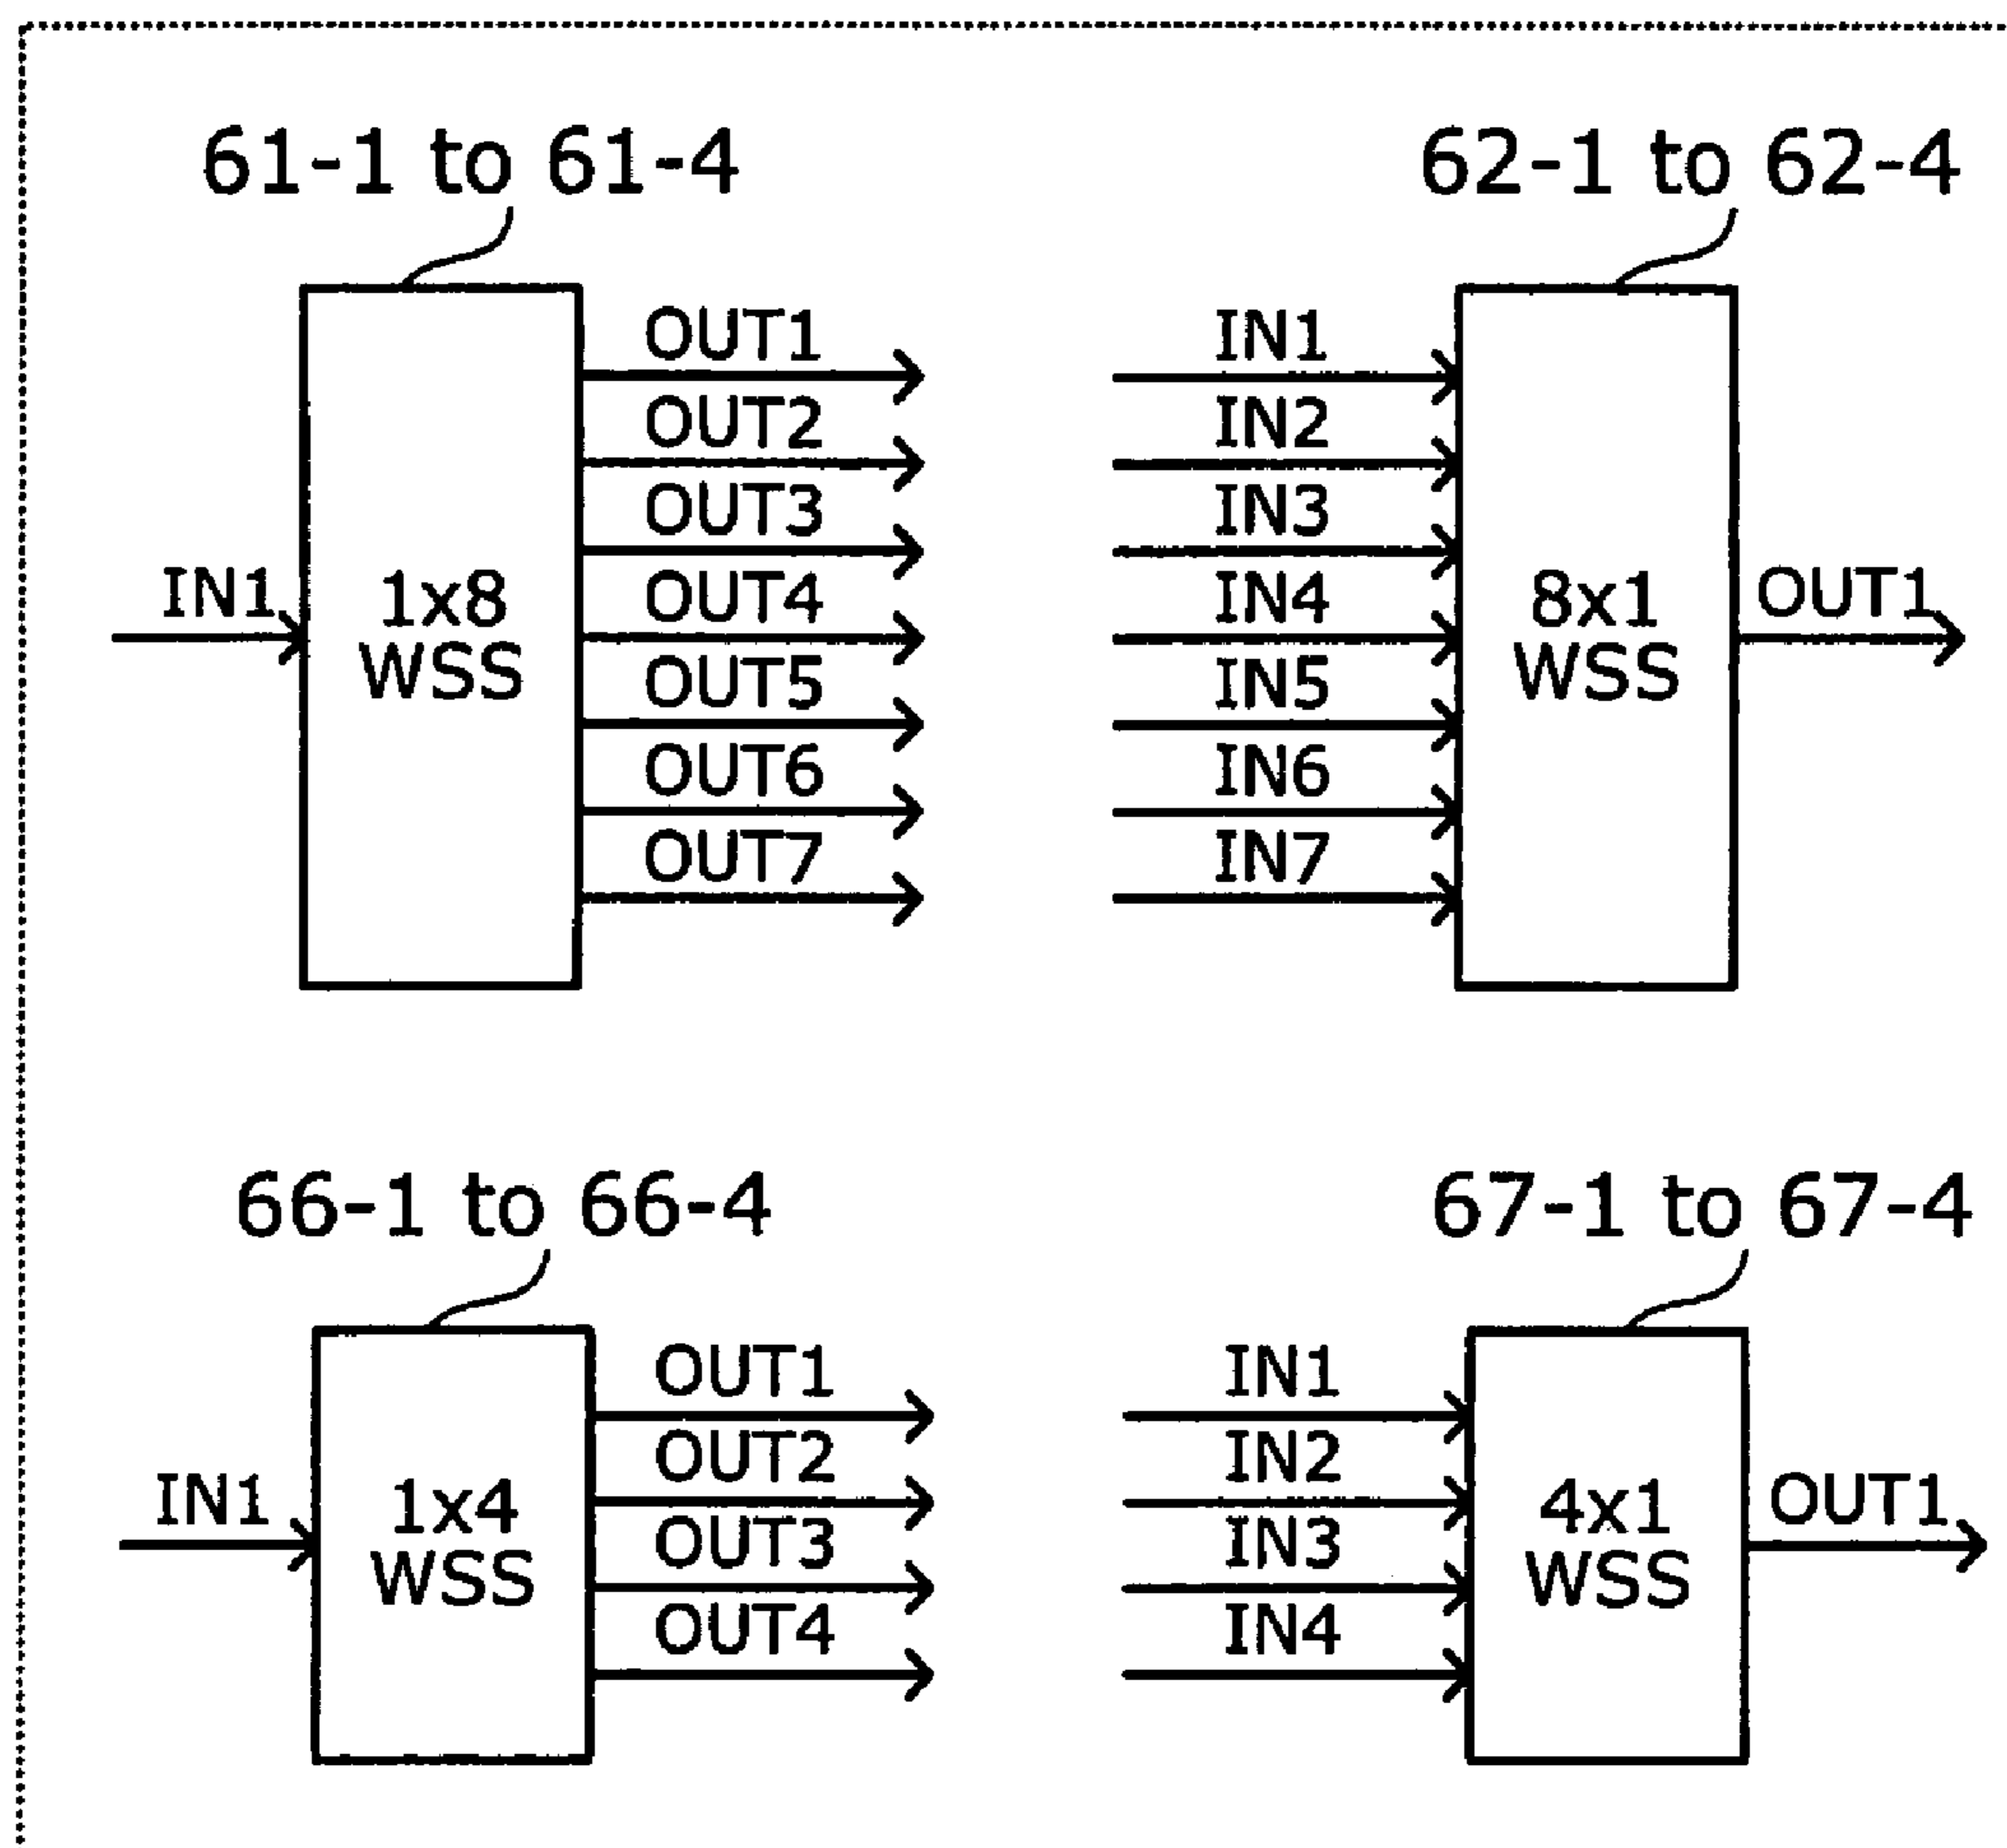 61-1 to 61-4
62-1 to 62-4
OUT1
OUT2
OUT3
OUT4
OUT5
OUT6
OUT7
IN1
1x8
WSS
IN1
IN2
IN3
IN4
IN5
IN6
IN7
8x1
WSS
OUT1
66-1 to 66-4
67-1 to 67-4
OUT1
OUT2
OUT3
OUT4
IN1
1x4
WSS
IN1
IN2
IN3
IN4
4x1
WSS
OUT1